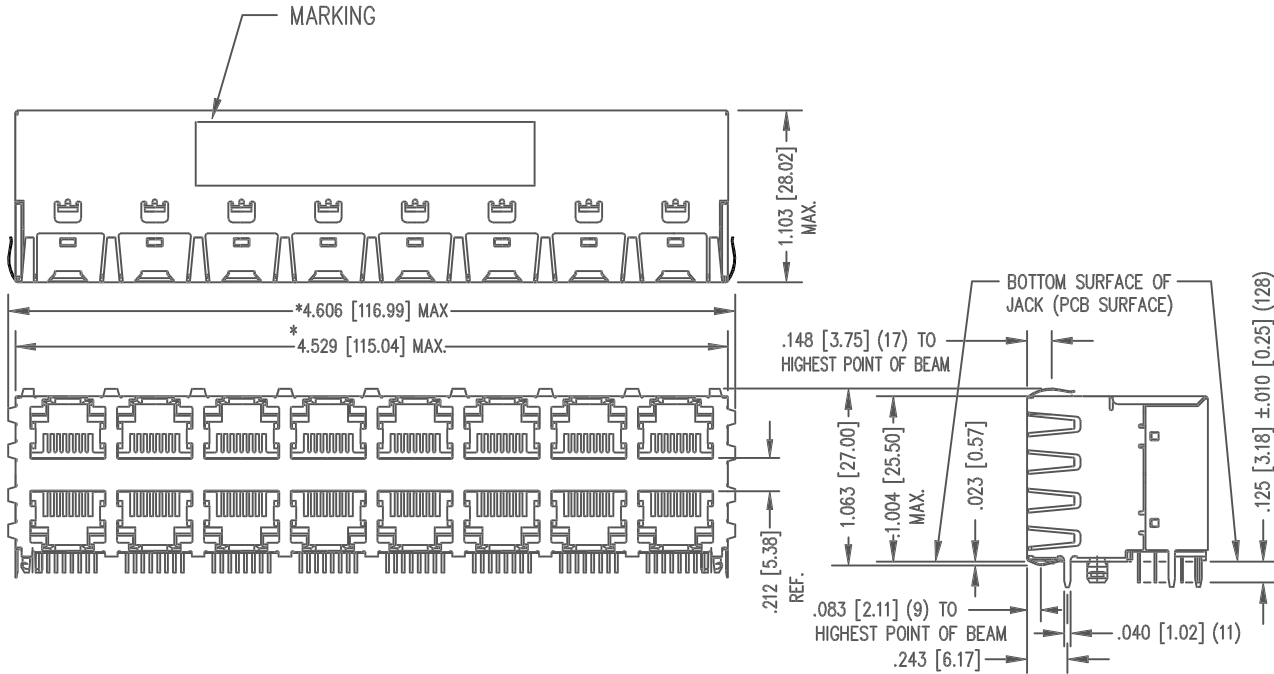 MARKING
1.103 [28.02]
MAX.
*4.606 [116.99] MAX
*
4.529 [115.04] MAX.
BOTTOM SURFACE OF
JACK (PCB SURFACE)
.148 [3.75] (17) TO
HIGHEST POINT OF BEAM
.125 [3.18] ±.010 [0.25] (128)
1.063 [27.00]
1.004 [25.50]
MAX.
.023 [0.57]
.212 [5.38]
REF.
.083 [2.11] (9) TO
HIGHEST POINT OF BEAM
.040 [1.02] (11)
.243 [6.17]